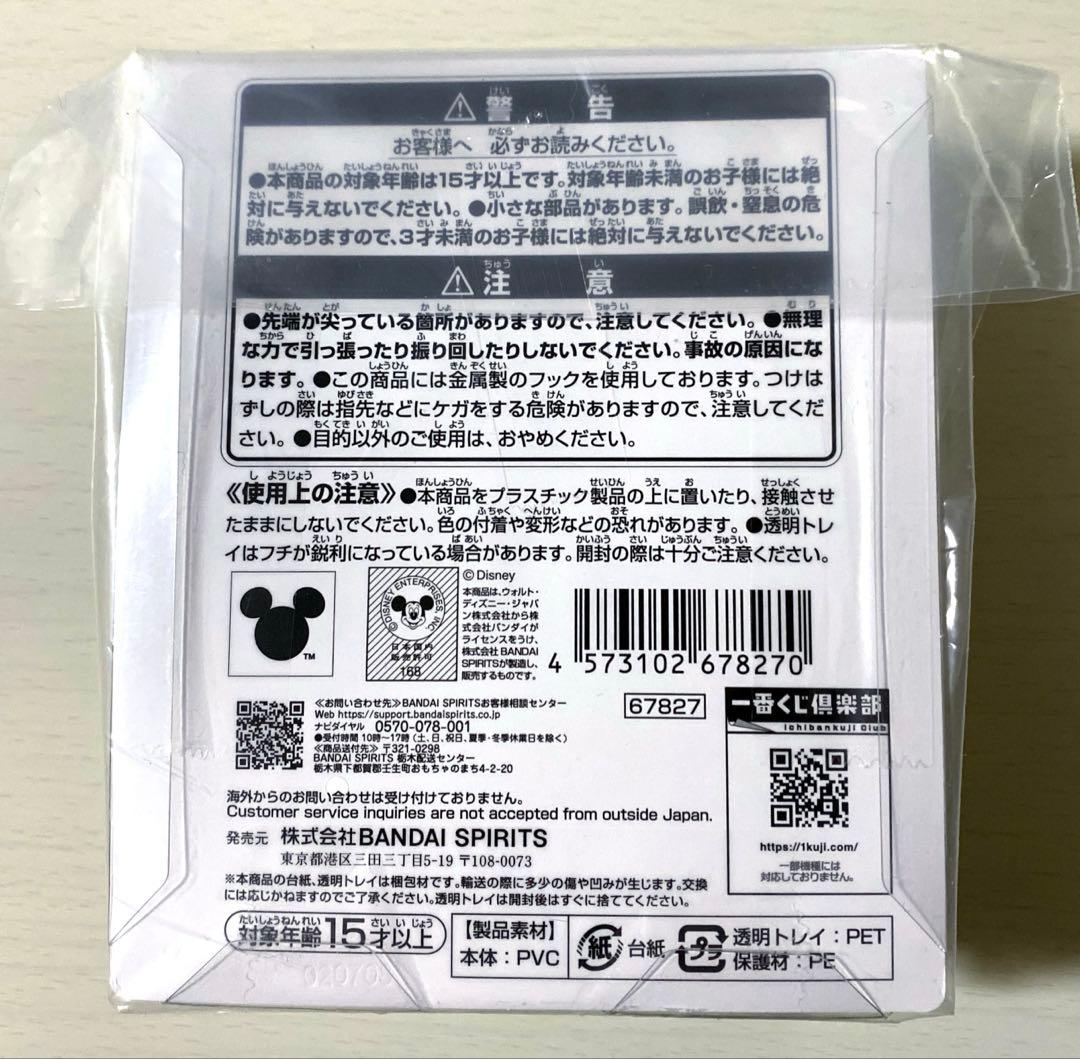 ⚠警告
お客様へ 必ずお読みください。
●本商品の対象年齢は15才以上です。対象年齢未満のお子様には絶
対に与えないでください。●小さな部品があります。誤飲・窒息の危
険がありますので、3才未満のお子様には絶対に与えないでください。
⚠注意
●先端が尖っている箇所がありますので、注意してください。●無理
な力で引っ張ったり振り回したりしないでください。事故の原因にな
ります。●この商品には金属製のフックを使用しております。つけは
ずしの際は指先などにケガをする危険がありますので、注意してくだ
さい。●目的以外のご使用は、おやめください。
《使用上の注意》●本商品をプラスチック製品の上に置いたり、接触させ
たままにしないでください。色の付着や変形などの恐れがあります。●透明トレ
イはフチが鋭利になっている場合があります。開封の際は十分ご注意ください。
TM
©DISNEY ENTERPRISES, INC.
日本国内
販売許可
168
©Disney
本商品は、ウォルト・
ディズニー・ジャパ
ン株式会社から株
式会社バンダイが
ライセンスをうけ、
株式会社BANDAI
SPIRITSが製造し、
販売するものです。
4 573102 678270
≪お問い合わせ先≫BANDAI SPIRITSお客様相談センター
Web https://support.bandaispirits.co.jp
ナビダイヤル 0570-078-001
●受付時間 10時～17時(土、日、祝日、夏季・冬季休業日を除く)
≪商品送付先≫〒321-0298
BANDAI SPIRITS 栃木配送センター
栃木県下都賀郡壬生町おもちゃのまち4-2-20
67827
一番くじ倶楽部
ichibankuji Club
https://1kuji.com/
一部機種には
対応しておりません。
海外からのお問い合わせは受け付けておりません。
Customer service inquiries are not accepted from outside Japan.
発売元 株式会社BANDAI SPIRITS
東京都港区三田三丁目5-19 〒108-0073
※本商品の台紙、透明トレイは梱包材です。輸送の際に多少の傷や凹みが生じます。交換
には応じかねますのでご了承ください。透明トレイは開封後はすぐに捨ててください。
対象年齢15才以上
【製品素材】
本体：PVC
紙 台紙
プラ 透明トレイ：PET
保護材：PE